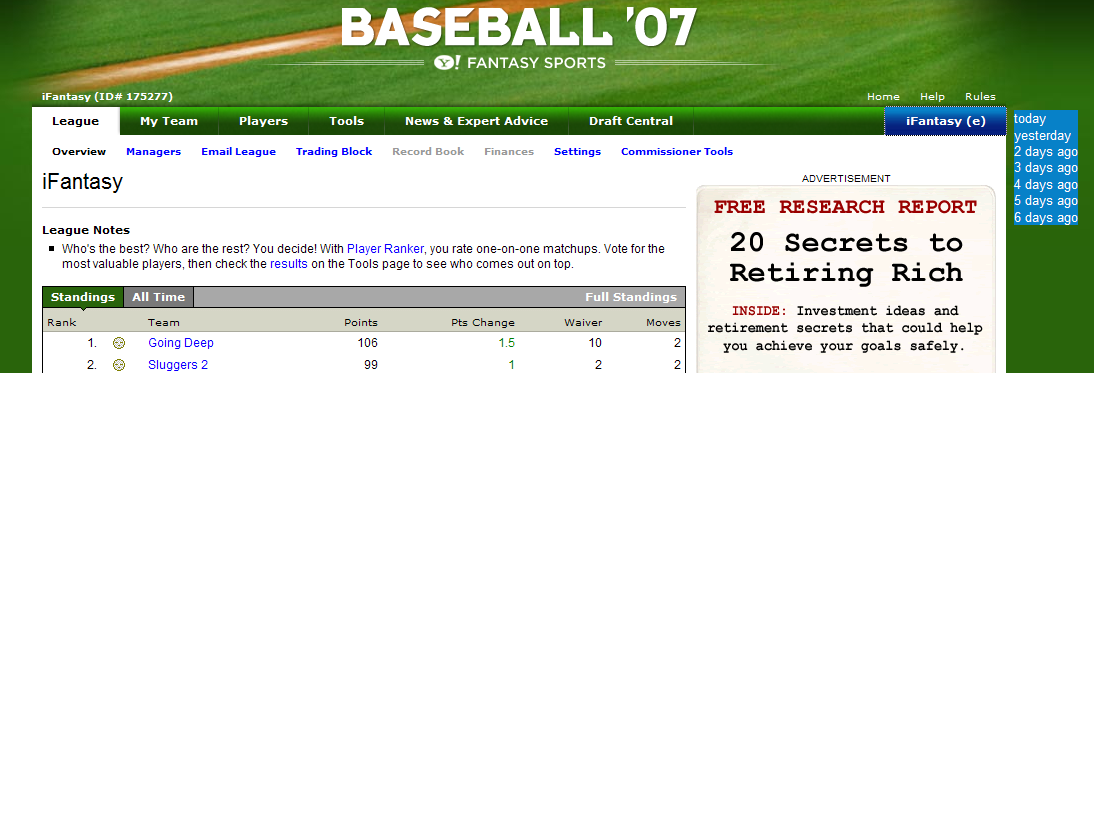 BASEBALL '07
Y! FANTASY SPORTS
iFantasy (ID# 175277)
Home Help Rules
League My Team Players Tools News & Expert Advice Draft Central iFantasy (e)
today
yesterday
2 days ago
3 days ago
4 days ago
5 days ago
6 days ago
Overview Managers Email League Trading Block Record Book Finances Settings Commissioner Tools
iFantasy
League Notes
Who's the best? Who are the rest? You decide! With Player Ranker, you rate one-on-one matchups. Vote for the
most valuable players, then check the results on the Tools page to see who comes out on top.
Standings All Time Full Standings
Rank Team Points Pts Change Waiver Moves
1. Going Deep 106 1.5 10 2
2. Sluggers 2 99 1 2 2
ADVERTISEMENT
FREE RESEARCH REPORT
20 Secrets to
Retiring Rich
INSIDE: Investment ideas and
retirement secrets that could help
you achieve your goals safely.